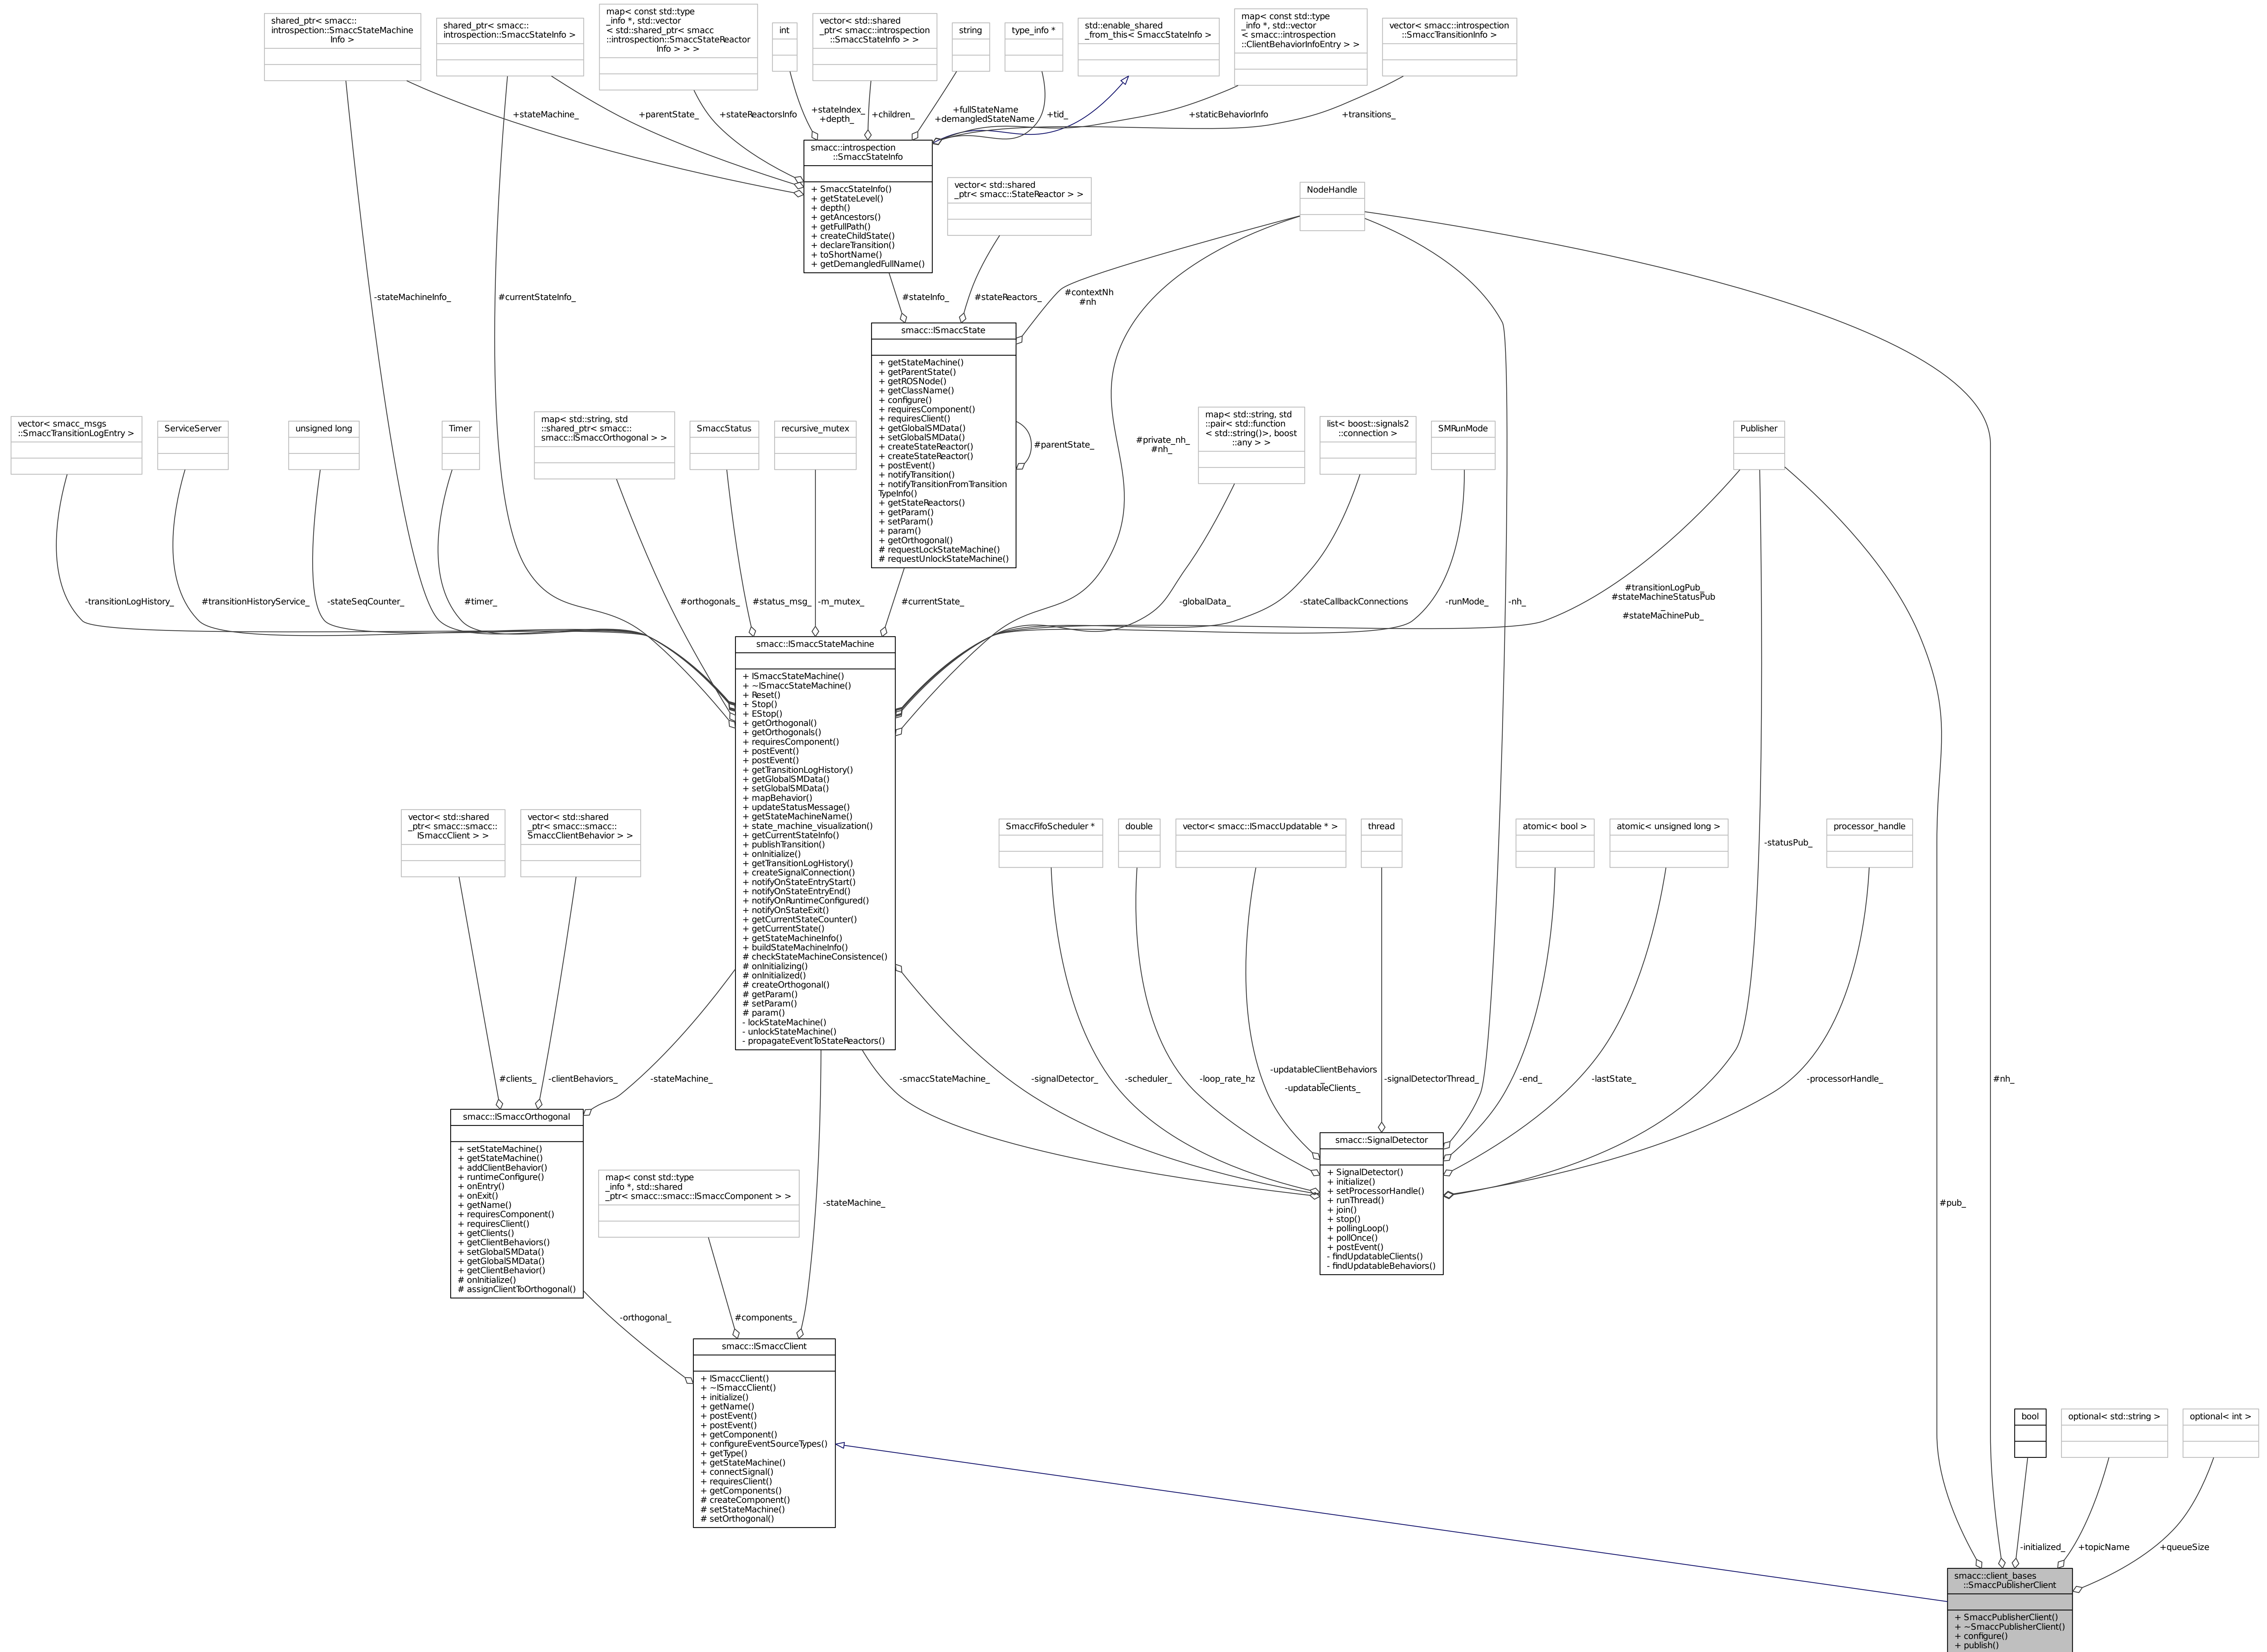 shared_ptr< smacc::
introspection::SmaccStateMachine
Info >
shared_ptr< smacc::
introspection::SmaccStateInfo >
map< const std::type
_info *, std::vector
< std::shared_ptr< smacc
::introspection::SmaccStateReactor
Info > > >
int
vector< std::shared
_ptr< smacc::introspection
::SmaccStateInfo > >
string
type_info *
std::enable_shared
_from_this< SmaccStateInfo >
map< const std::type
_info *, std::vector
< smacc::introspection
::ClientBehaviorInfoEntry > >
vector< smacc::introspection
::SmaccTransitionInfo >
+stateMachine_
+parentState_
+stateReactorsInfo
+stateIndex_
+depth_
+children_
+fullStateName
+demangledStateName
+tid_
+staticBehaviorInfo
+transitions_
smacc::introspection
::SmaccStateInfo
+ SmaccStateInfo()
+ getStateLevel()
+ depth()
+ getAncestors()
+ getFullPath()
+ createChildState()
+ declareTransition()
+ toShortName()
+ getDemangledFullName()
vector< std::shared
_ptr< smacc::StateReactor > >
NodeHandle
-stateMachineInfo_
#currentStateInfo_
#stateInfo_
#stateReactors_
#contextNh
#nh
smacc::ISmaccState
+ getStateMachine()
+ getParentState()
+ getROSNode()
+ getClassName()
+ configure()
+ requiresComponent()
+ requiresClient()
+ getGlobalSMData()
+ setGlobalSMData()
+ createStateReactor()
+ createStateReactor()
+ postEvent()
+ notifyTransition()
+ notifyTransitionFromTransition
TypeInfo()
+ getStateReactors()
+ getParam()
+ setParam()
+ param()
+ getOrthogonal()
# requestLockStateMachine()
# requestUnlockStateMachine()
#parentState_
#private_nh_
#nh_
vector< smacc_msgs
::SmaccTransitionLogEntry >
ServiceServer
unsigned long
Timer
map< std::string, std
::shared_ptr< smacc::
smacc::ISmaccOrthogonal > >
SmaccStatus
recursive_mutex
map< std::string, std
::pair< std::function
< std::string()>, boost
::any > >
list< boost::signals2
::connection >
SMRunMode
Publisher
-transitionLogHistory_
#transitionHistoryService_
-stateSeqCounter_
#timer_
#orthogonals_
#status_msg_
-m_mutex_
#currentState_
-globalData_
-stateCallbackConnections
-runMode_
-nh_
#transitionLogPub_
#stateMachineStatusPub
_
#stateMachinePub_
smacc::ISmaccStateMachine
+ ISmaccStateMachine()
+ ~ISmaccStateMachine()
+ Reset()
+ Stop()
+ EStop()
+ getOrthogonal()
+ getOrthogonals()
+ requiresComponent()
+ postEvent()
+ postEvent()
+ getTransitionLogHistory()
+ getGlobalSMData()
+ setGlobalSMData()
+ mapBehavior()
+ updateStatusMessage()
+ getStateMachineName()
+ state_machine_visualization()
+ getCurrentStateInfo()
+ publishTransition()
+ onInitialize()
+ getTransitionLogHistory()
+ createSignalConnection()
+ notifyOnStateEntryStart()
+ notifyOnStateEntryEnd()
+ notifyOnRuntimeConfigured()
+ notifyOnStateExit()
+ getCurrentStateCounter()
+ getCurrentState()
+ getStateMachineInfo()
+ buildStateMachineInfo()
# checkStateMachineConsistence()
# onInitializing()
# onInitialized()
# createOrthogonal()
# getParam()
# setParam()
# param()
- lockStateMachine()
- unlockStateMachine()
- propagateEventToStateReactors()
vector< std::shared
_ptr< smacc::smacc::
ISmaccClient > >
vector< std::shared
_ptr< smacc::smacc::
SmaccClientBehavior > >
SmaccFifoScheduler *
double
vector< smacc::ISmaccUpdatable * >
thread
atomic< bool >
atomic< unsigned long >
processor_handle
-statusPub_
#clients_
-clientBehaviors_
-stateMachine_
-smaccStateMachine_
-signalDetector_
-scheduler_
-loop_rate_hz
-updatableClientBehaviors
_
-updatableClients_
-signalDetectorThread_
-end_
-lastState_
-processorHandle_
#nh_
smacc::ISmaccOrthogonal
+ setStateMachine()
+ getStateMachine()
+ addClientBehavior()
+ runtimeConfigure()
+ onEntry()
+ onExit()
+ getName()
+ requiresComponent()
+ requiresClient()
+ getClients()
+ getClientBehaviors()
+ setGlobalSMData()
+ getGlobalSMData()
+ getClientBehavior()
# onInitialize()
# assignClientToOrthogonal()
smacc::SignalDetector
+ SignalDetector()
+ initialize()
+ setProcessorHandle()
+ runThread()
+ join()
+ stop()
+ pollingLoop()
+ pollOnce()
+ postEvent()
- findUpdatableClients()
- findUpdatableBehaviors()
map< const std::type
_info *, std::shared
_ptr< smacc::smacc::ISmaccComponent > >
-stateMachine_
#pub_
-orthogonal_
#components_
smacc::ISmaccClient
+ ISmaccClient()
+ ~ISmaccClient()
+ initialize()
+ getName()
+ postEvent()
+ postEvent()
+ getComponent()
+ configureEventSourceTypes()
+ getType()
+ getStateMachine()
+ connectSignal()
+ requiresClient()
+ getComponents()
# createComponent()
# setStateMachine()
# setOrthogonal()
bool
optional< std::string >
optional< int >
-initialized_
+topicName
+queueSize
smacc::client_bases
::SmaccPublisherClient
+ SmaccPublisherClient()
+ ~SmaccPublisherClient()
+ configure()
+ publish()